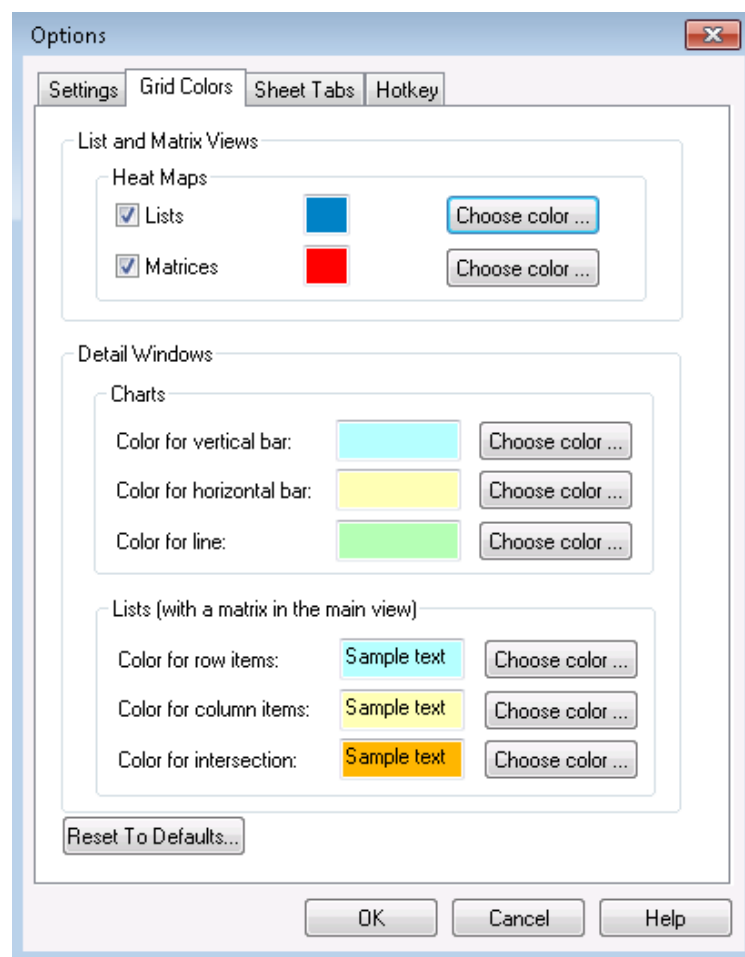 Options
Settings Grid Colors Sheet Tabs Hotkey
List and Matrix Views
Heat Maps
Lists Choose color ...
Matrices Choose color ...
Detail Windows
Charts
Color for vertical bar: Choose color ...
Color for horizontal bar: Choose color ...
Color for line: Choose color ...
Lists (with a matrix in the main view)
Color for row items: Sample text Choose color ...
Color for column items: Sample text Choose color ...
Color for intersection: Sample text Choose color ...
Reset To Defaults...
OK Cancel Help